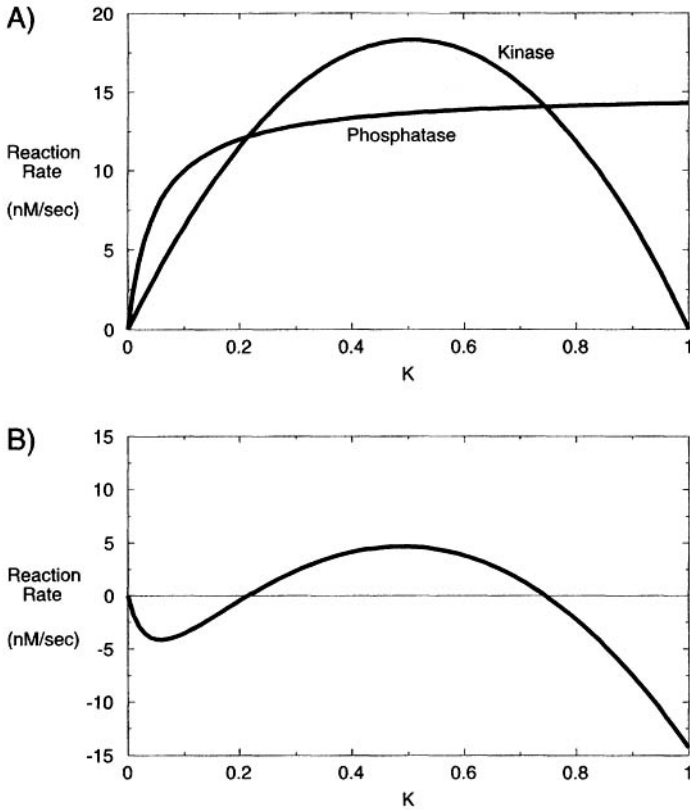 A)
20
15
10
5
0
Reaction
Rate
(nM/sec)
Kinase
Phosphatase
0 0.2 0.4 0.6 0.8 1
K
B)
15
10
5
0
-5
-10
-15
Reaction
Rate
(nM/sec)
0 0.2 0.4 0.6 0.8 1
K